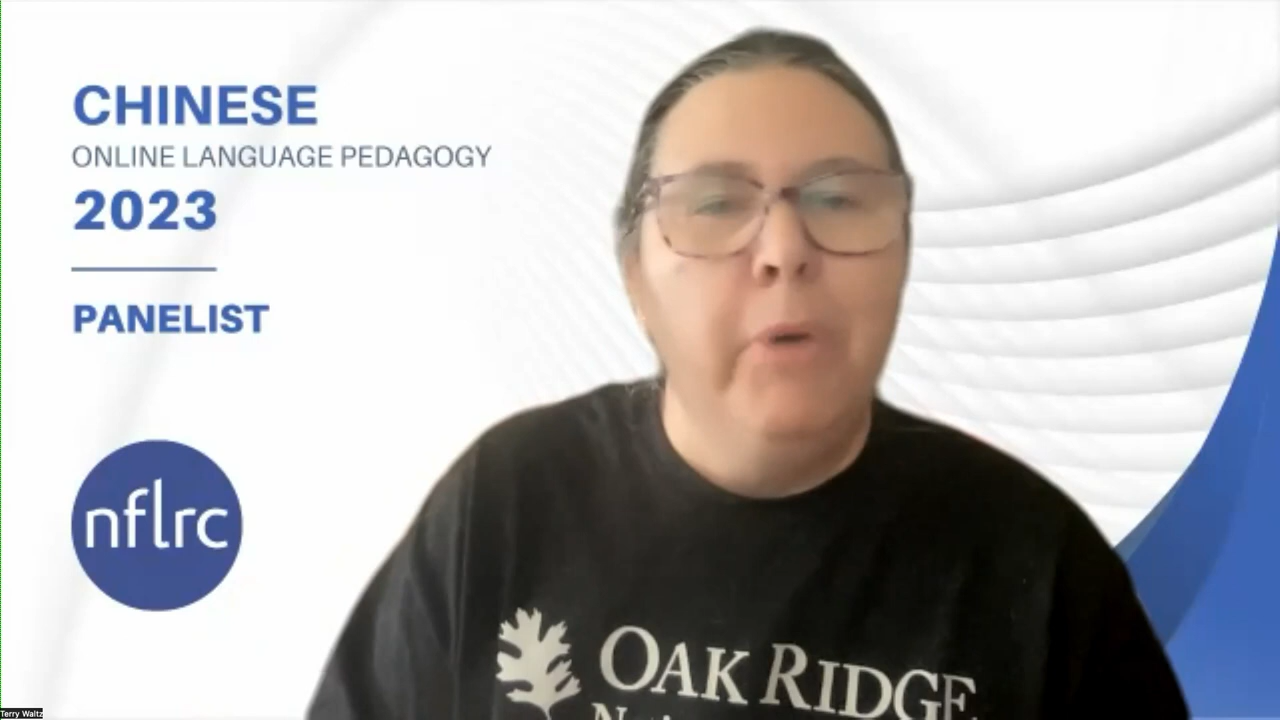 CHINESE
ONLINE LANGUAGE PEDAGOGY
2023
PANELIST
nflrc
OAK RIDGE
Terry Waltz